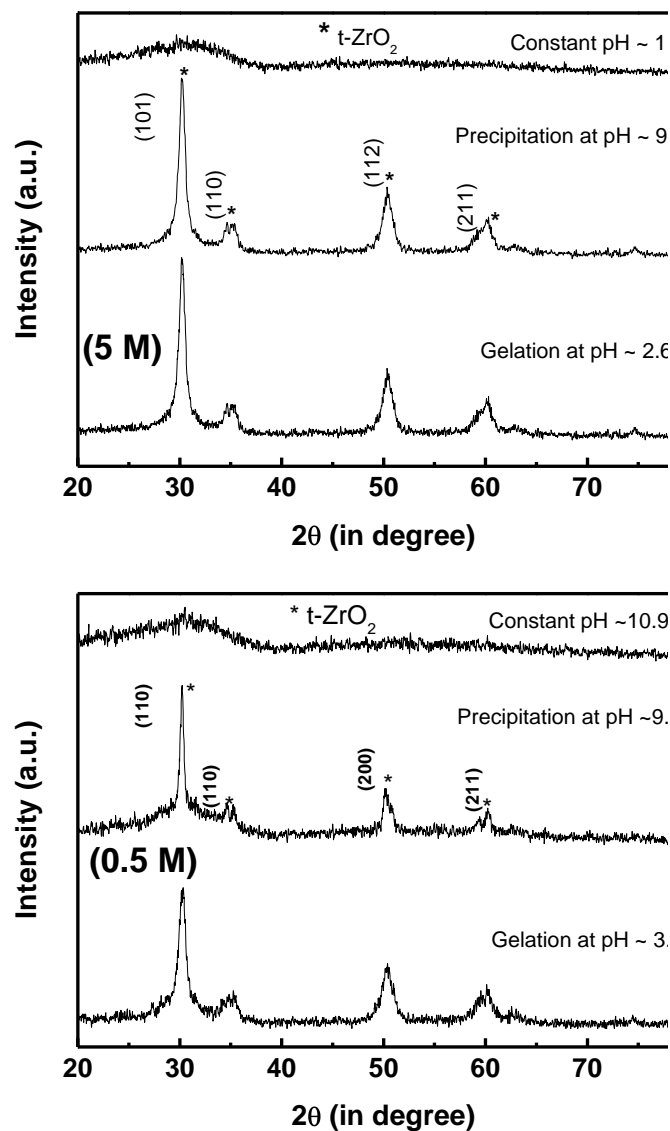 * t-ZrO2
Constant pH ~ 1
*
(101)
Precipitation at pH ~ 9
(110)
*
(112)
*
(211)
*
Intensity (a.u.)
(5 M)
Gelation at pH ~ 2.6
20 30 40 50 60 70
2θ (in degree)
* t-ZrO2
Constant pH ~10.9
(110)
*
Precipitation at pH ~9.
(110)
*
(200)
*
(211)
*
Intensity (a.u.)
(0.5 M)
Gelation at pH ~ 3.
20 30 40 50 60 70
2θ (in degree)